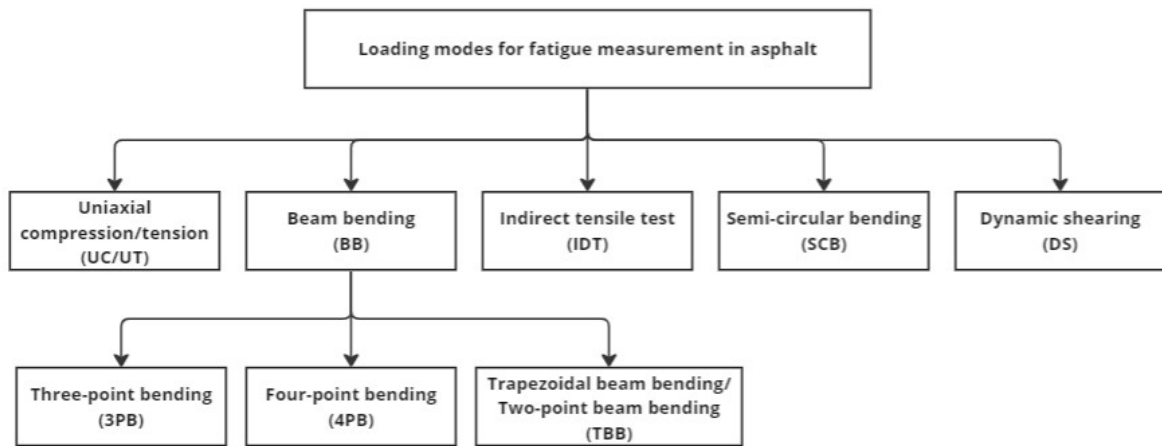 Loading modes for fatigue measurement in asphalt
Uniaxial
compression/tension
(UC/UT)
Beam bending
(BB)
Indirect tensile test
(IDT)
Semi-circular bending
(SCB)
Dynamic shearing
(DS)
Three-point bending
(3PB)
Four-point bending
(4PB)
Trapezoidal beam bending/
Two-point beam bending
(TBB)